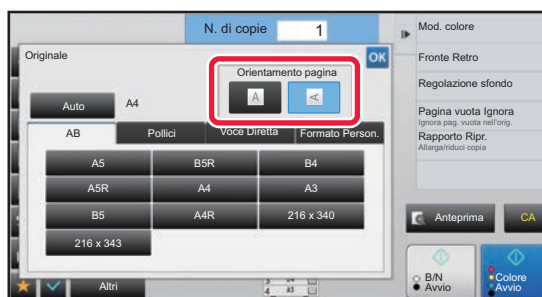 N. di copie 1
Mod. colore
Originale
OK
Fronte Retro
Orientamento pagina
A A
Regolazione sfondo
Auto A4
Pagina vuota Ignora
Ignora pag. vuota nell'orig.
AB Pollici Voce Diretta Formato Person.
Rapporto Ripr.
Allarga/riduci copia
A5 B5R B4
A5R A4 A3
B5 A4R 216 x 340
Anteprima CA
216 x 343
B/N
Avvio
Colore
Avvio
Altri
4 A3